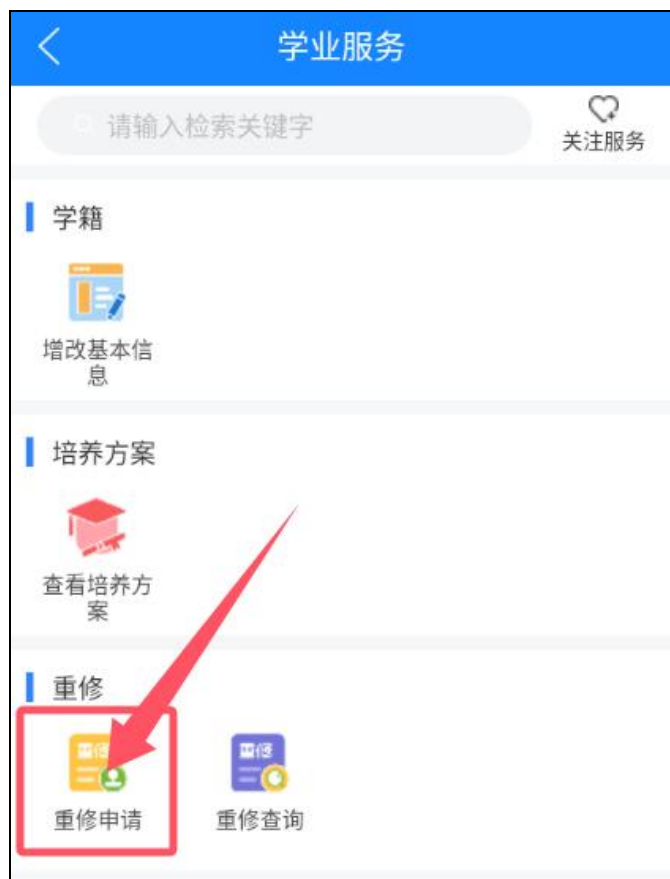 学业服务
请输入检索关键字
关注服务
学籍
增改基本信
息
培养方案
查看培养方
案
重修
重修申请
重修查询